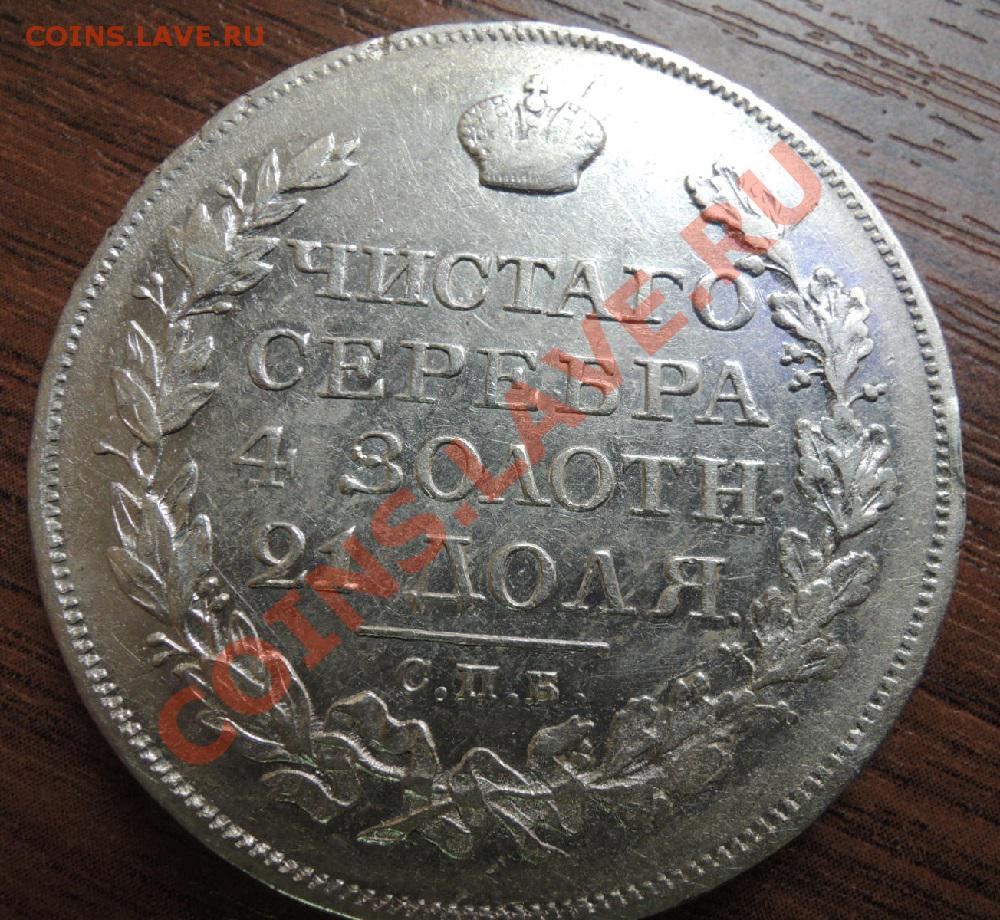 COINS.LAVE.RU
ЧИСТАГО
СЕРЕБРА
4 ЗОЛОТН.
21 ДОЛЯ.
С.П.Б.
COINS.LAVE.RU